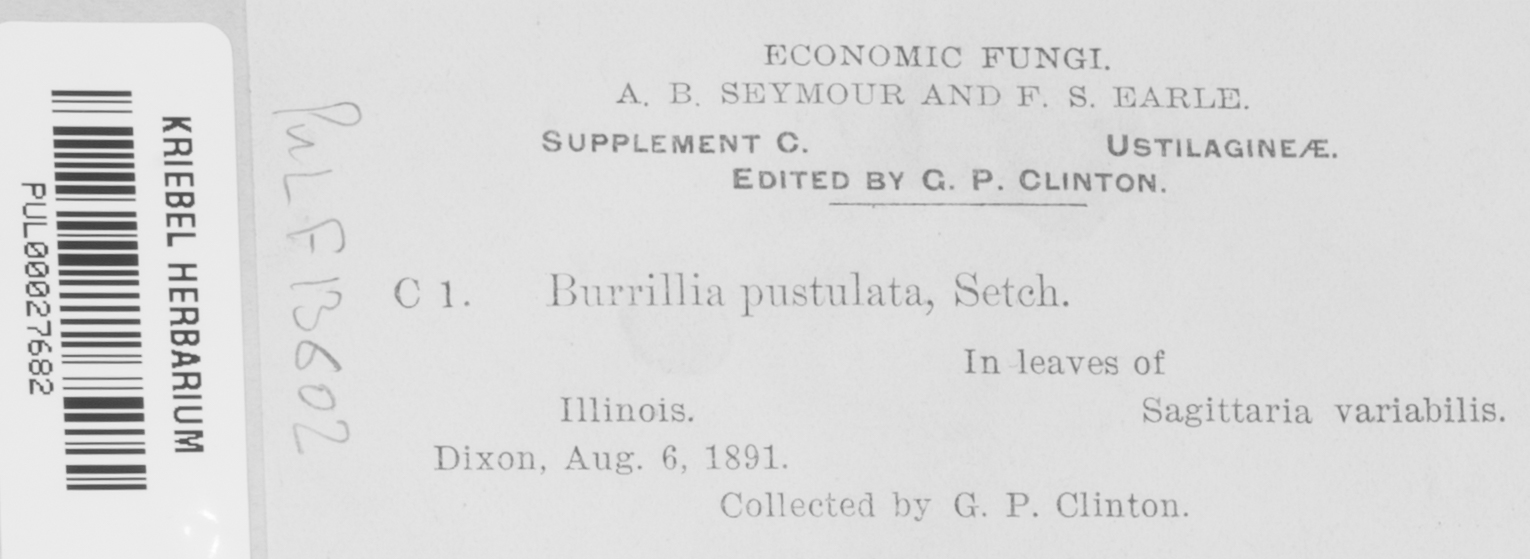 KRIEBEL HERBARIUM
PUL00027682
PUL F13602
ECONOMIC FUNGI.
A. B. SEYMOUR AND F. S. EARLE.
SUPPLEMENT C. USTILAGINEÆ.
EDITED BY G. P. CLINTON.
C 1. Burrillia pustulata, Setch.
In leaves of
Illinois. Sagittaria variabilis.
Dixon, Aug. 6, 1891.
Collected by G. P. Clinton.